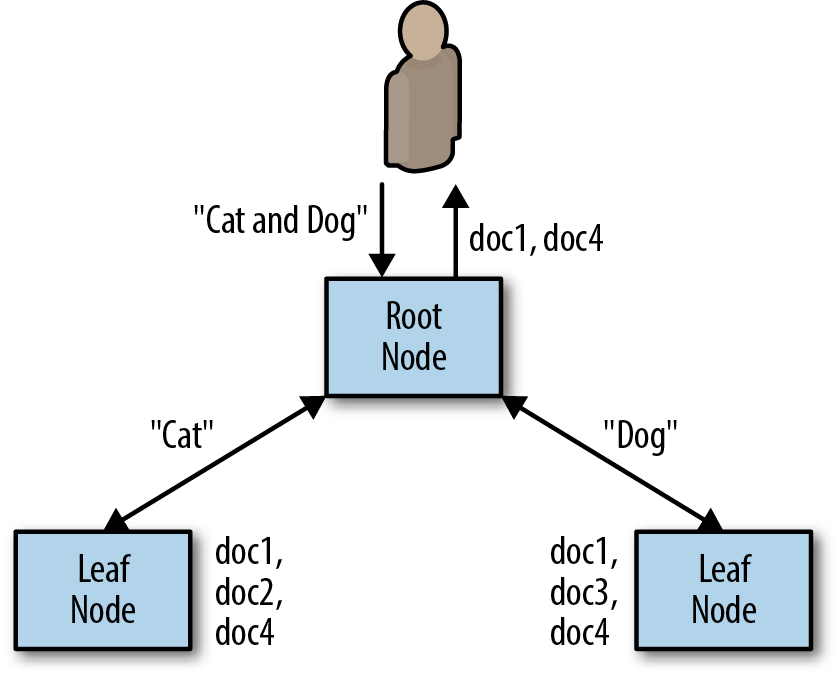 "Cat and Dog"
doc1, doc4
Root
Node
"Cat"
"Dog"
Leaf
Node
doc1,
doc2,
doc4
doc1,
doc3,
doc4
Leaf
Node